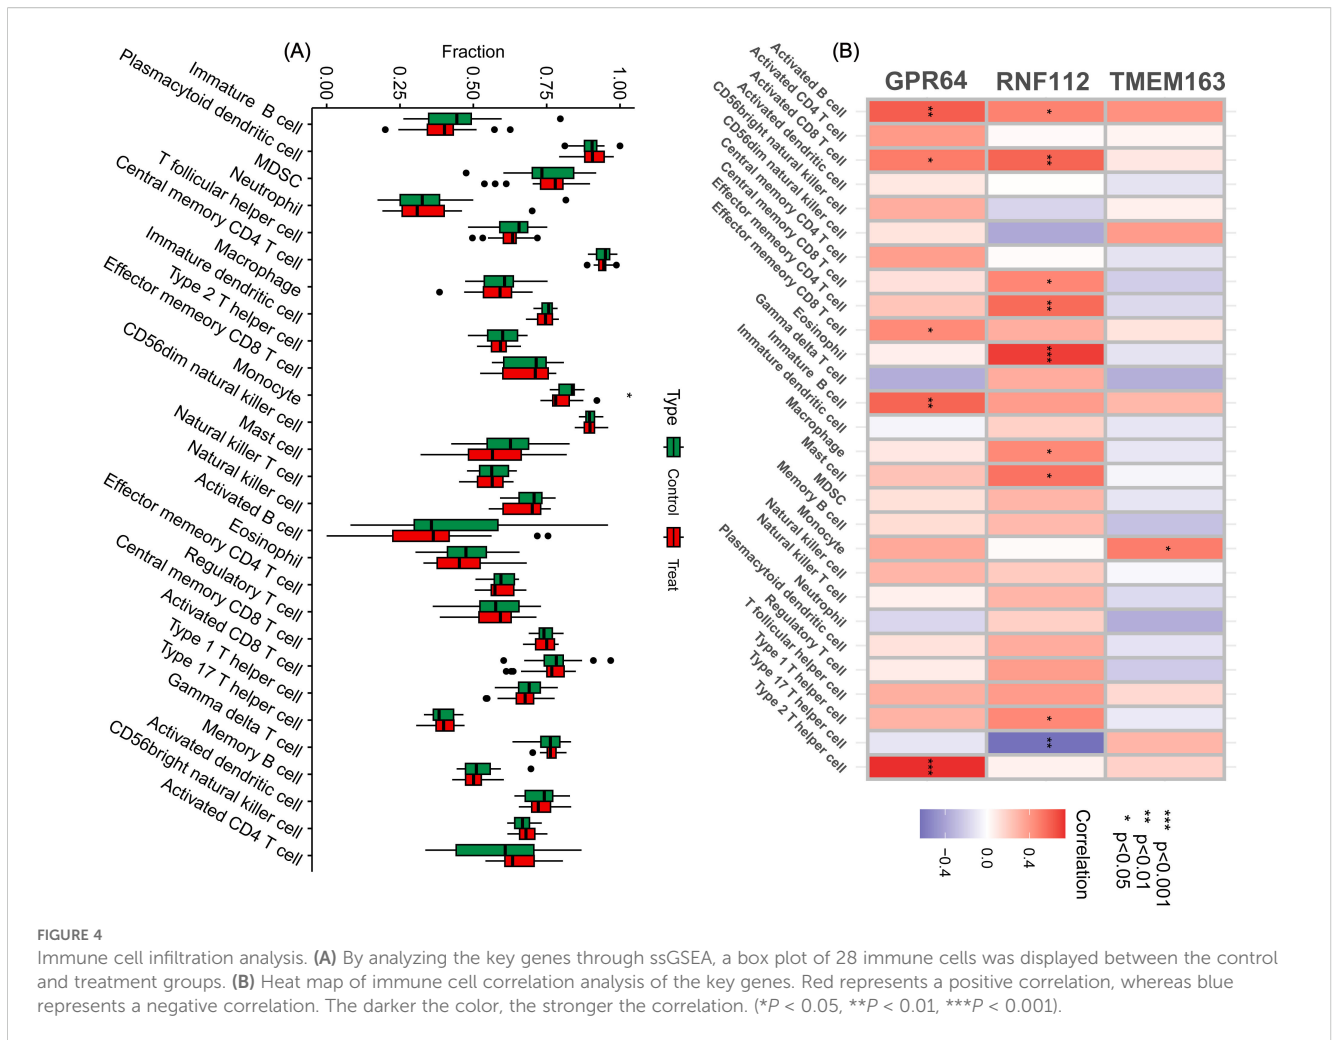 (A)
Fraction
0.00
0.25
0.50
0.75
1.00
Immature B cell
Plasmacytoid dendritic cell
MDSC
Neutrophil
T follicular helper cell
Central memory CD4 T cell
Macrophage
Immature dendritic cell
Type 2 T helper cell
Effector memeory CD8 T cell
Monocyte
CD56dim natural killer cell
Mast cell
Natural killer T cell
Natural killer cell
Activated B cell
Eosinophil
Effector memeory CD4 T cell
Regulatory T cell
Central memory CD8 T cell
Activated CD8 T cell
Type 1 T helper cell
Type 17 T helper cell
Gamma delta T cell
Memory B cell
Activated dendritic cell
CD56bright natural killer cell
Activated CD4 T cell
*
Type
Control
Treat
(B)
GPR64 RNF112 TMEM163
Activated B cell
Activated CD4 T cell
Activated CD8 T cell
Activated dendritic cell
CD56bright natural killer cell
CD56dim natural killer cell
Central memory CD4 T cell
Central memory CD8 T cell
Effector memeory CD4 T cell
Effector memeory CD8 T cell
Eosinophil
Gamma delta T cell
Immature B cell
Immature dendritic cell
Macrophage
Mast cell
MDSC
Memory B cell
Monocyte
Natural killer cell
Natural killer T cell
Neutrophil
Plasmacytoid dendritic cell
Regulatory T cell
T follicular helper cell
Type 1 T helper cell
Type 17 T helper cell
Type 2 T helper cell
** *
* **
*
**
*
***
**
*
*
*
*
**
***
Correlation
−0.4
0.0
0.4
*** p<0.001
** p<0.01
* p<0.05
FIGURE 4
Immune cell infiltration analysis. (A) By analyzing the key genes through ssGSEA, a box plot of 28 immune cells was displayed between the control
and treatment groups. (B) Heat map of immune cell correlation analysis of the key genes. Red represents a positive correlation, whereas blue
represents a negative correlation. The darker the color, the stronger the correlation. (*P < 0.05, **P < 0.01, ***P < 0.001).